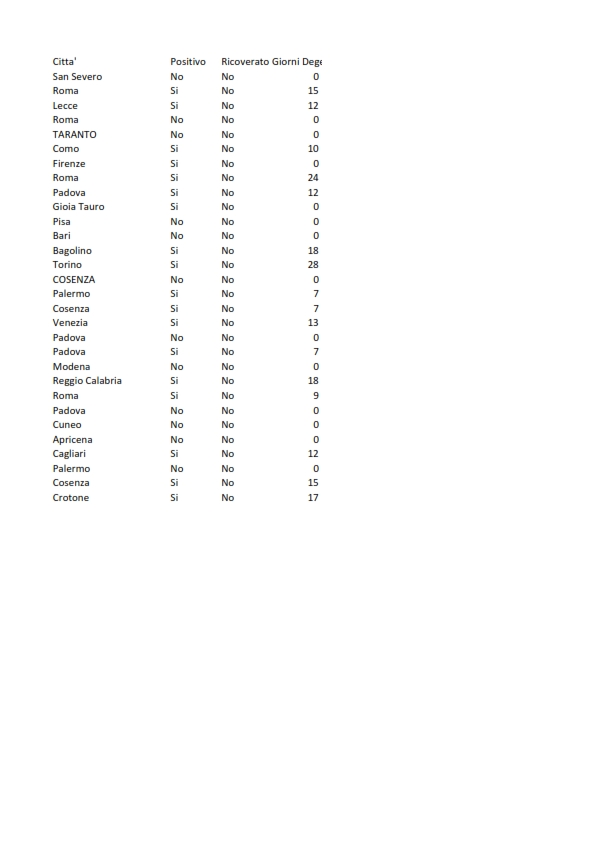 Citta' Positivo Ricoverato Giorni Dege
San Severo No No 0
Roma Si No 15
Lecce Si No 12
Roma No No 0
TARANTO No No 0
Como Si No 10
Firenze Si No 0
Roma Si No 24
Padova Si No 12
Gioia Tauro Si No 0
Pisa No No 0
Bari No No 0
Bagolino Si No 18
Torino Si No 28
COSENZA No No 0
Palermo Si No 7
Cosenza Si No 7
Venezia Si No 13
Padova No No 0
Padova Si No 7
Modena No No 0
Reggio Calabria Si No 18
Roma Si No 9
Padova No No 0
Cuneo No No 0
Apricena No No 0
Cagliari Si No 12
Palermo No No 0
Cosenza Si No 15
Crotone Si No 17